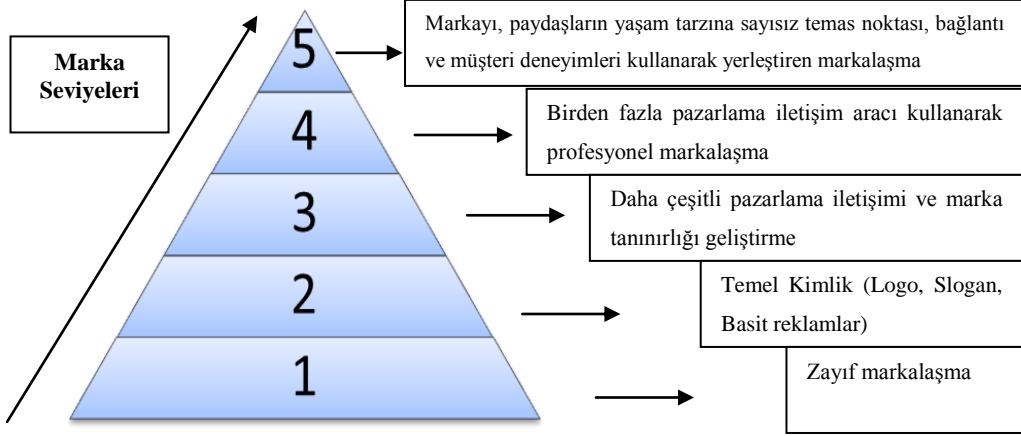 Marka
Seviyeleri
5
Markayı, paydaşların yaşam tarzına sayısız temas noktası, bağlantı
ve müşteri deneyimleri kullanarak yerleştiren markalaşma
4
Birden fazla pazarlama iletişim aracı kullanarak
profesyonel markalaşma
3
Daha çeşitli pazarlama iletişimi ve marka
tanınırlığı geliştirme
2
Temel Kimlik (Logo, Slogan,
Basit reklamlar)
1
Zayıf markalaşma